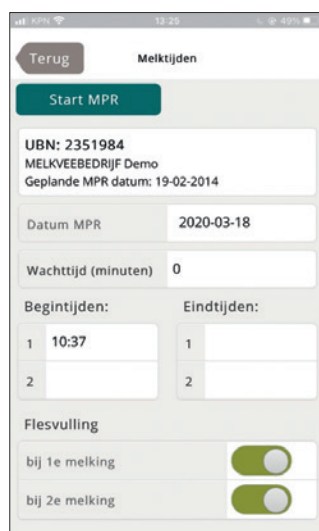 KPN 13:25 49%
Terug Melktijden
Start MPR
UBN: 2351984
MELKVEEBEDRIJF Demo
Geplande MPR datum: 19-02-2014
Datum MPR 2020-03-18
Wachttijd (minuten) 0
Begintijden: Eindtijden:
1 10:37 1
2 2
Flesvulling
bij 1e melking
bij 2e melking